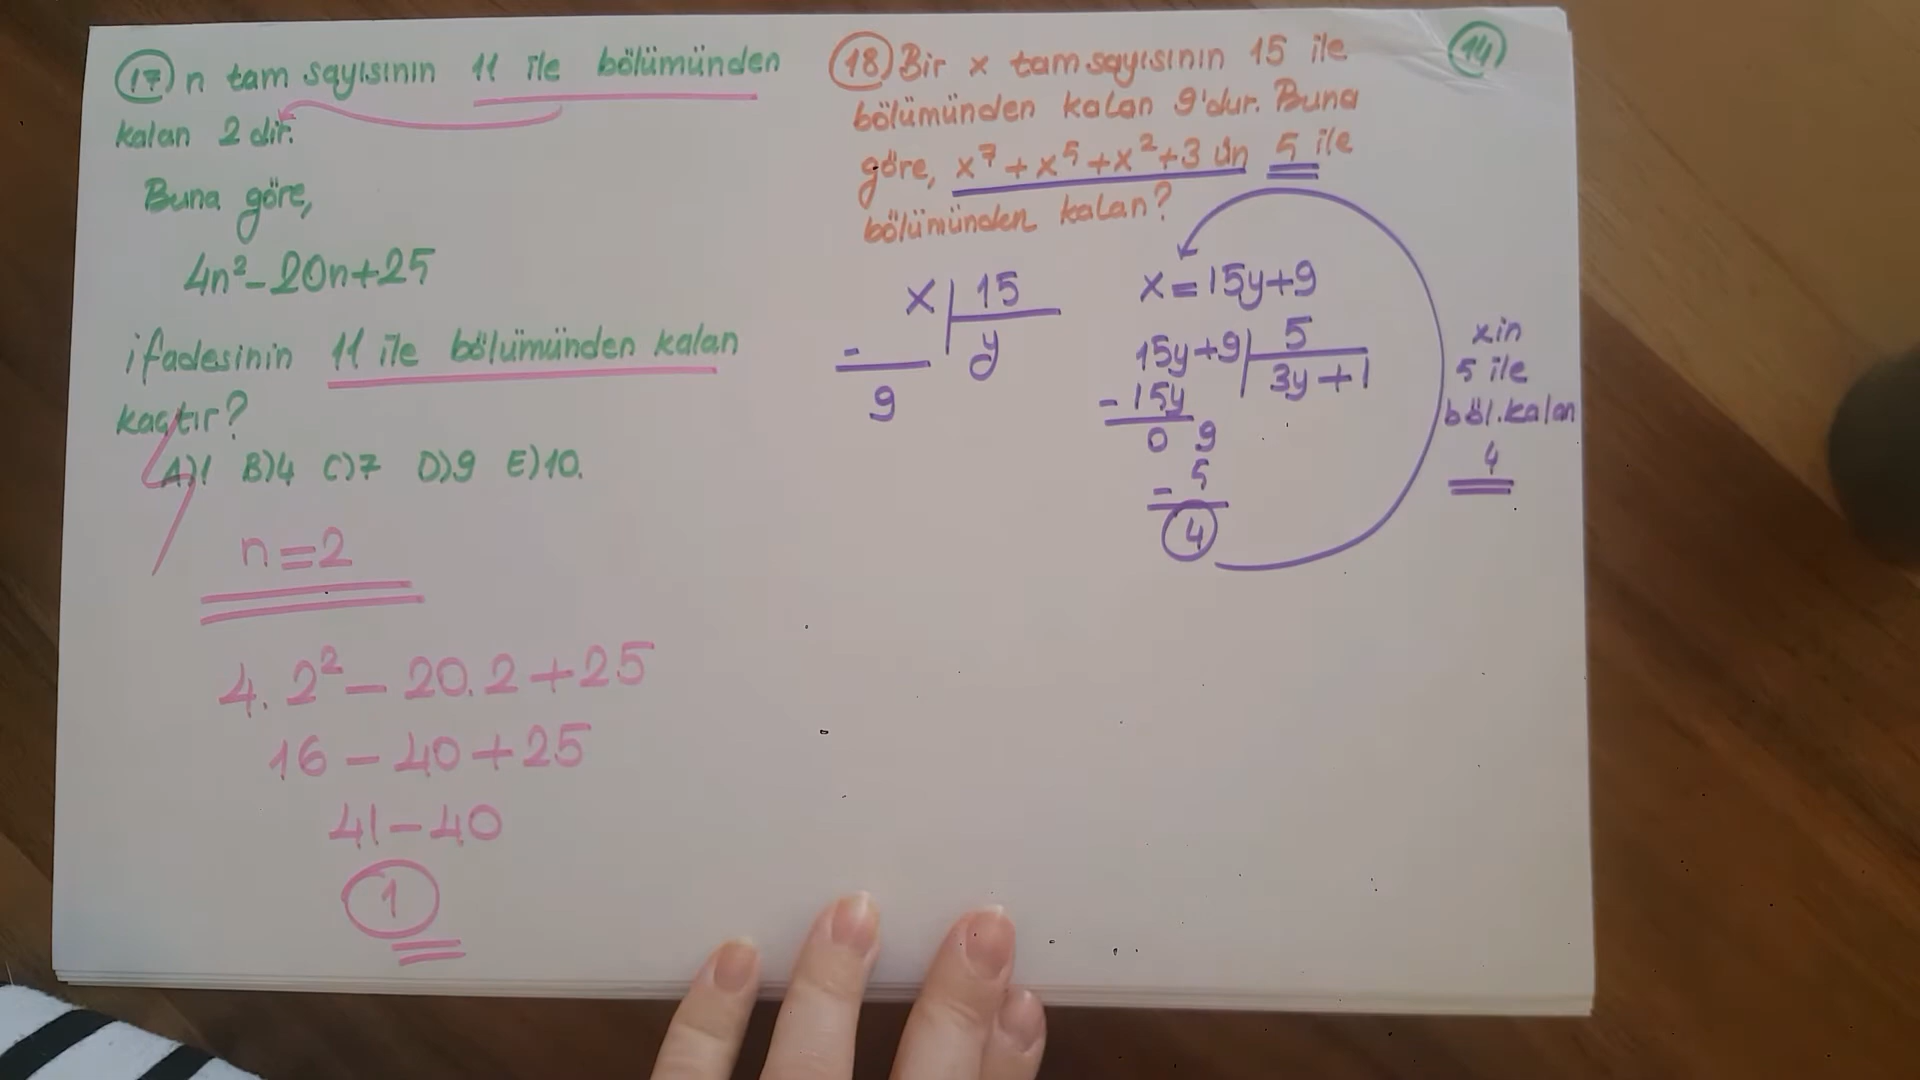 17) n tam sayısının 11 ile bölümünden
kalan 2 dir.
Buna göre,
4n²-20n+25
ifadesinin 11 ile bölümünden kalan
kaçtır?
A)1 B)4 C)7 D)9 E)10.
n=2
4.2²-20.2+25
16-40+25
41-40
1
18) Bir x tam sayısının 15 ile
bölümünden kalan 9'dur. Buna
göre, x⁷+x⁵+x²+3 ün 5 ile
bölümünden kalan?
x 15
- y
9
x=15y+9
15y+9 5
-15y 3y+1
0 9
- 5
4
xin
5 ile
böl.kalan
4
14